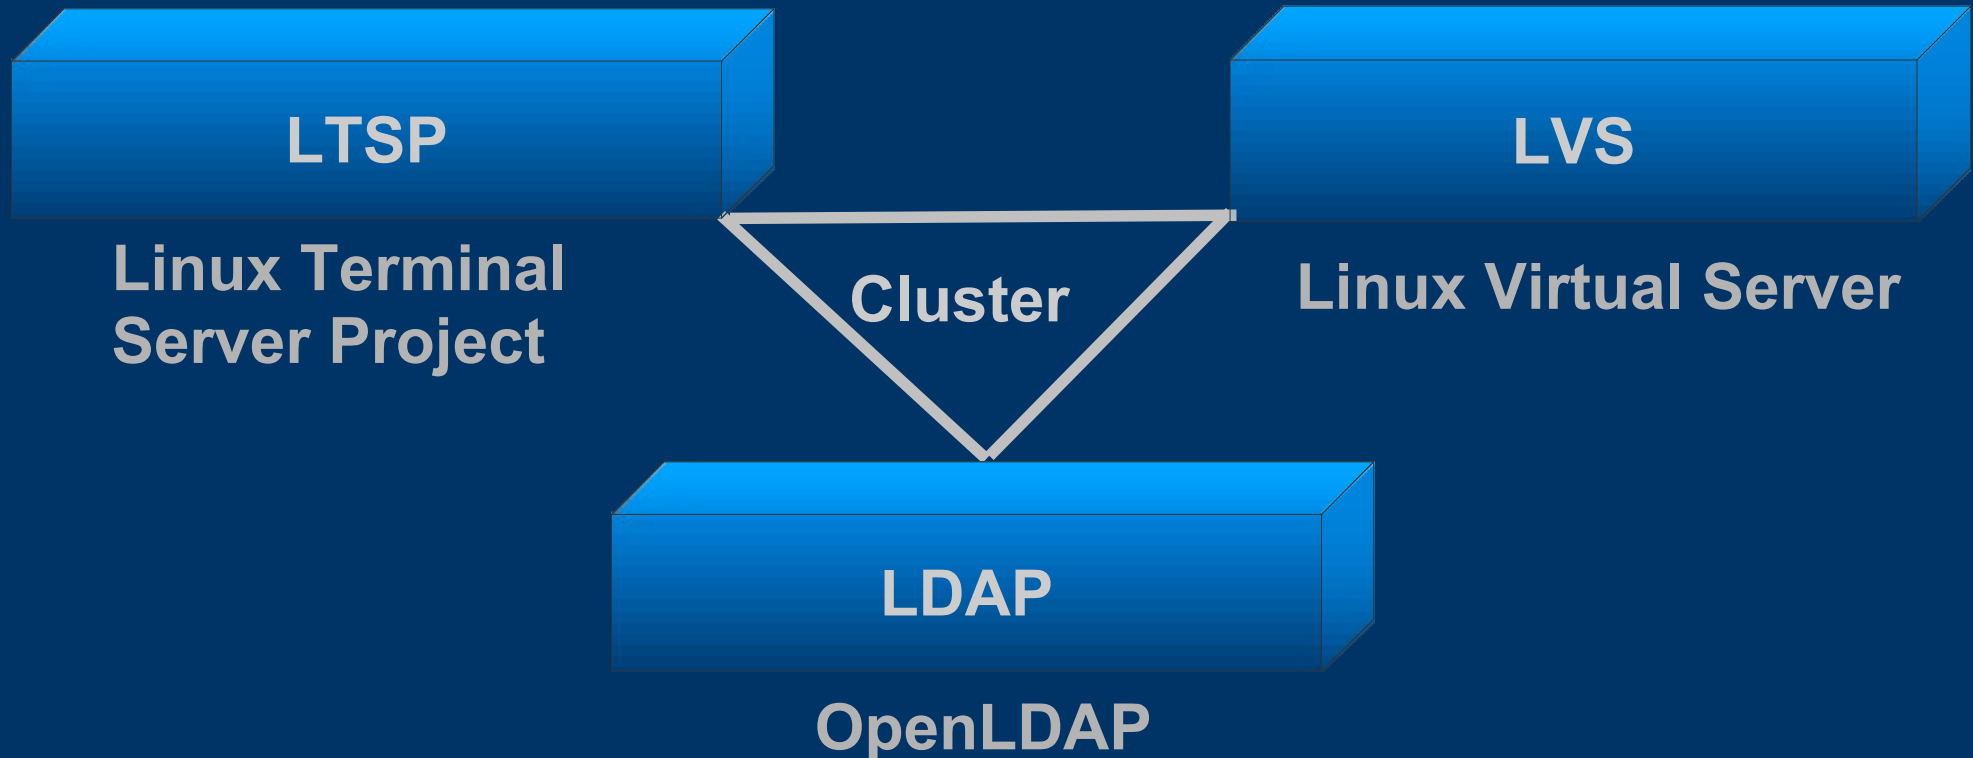 LTSP
LVS
Linux Terminal
Server Project
Cluster
Linux Virtual Server
LDAP
OpenLDAP